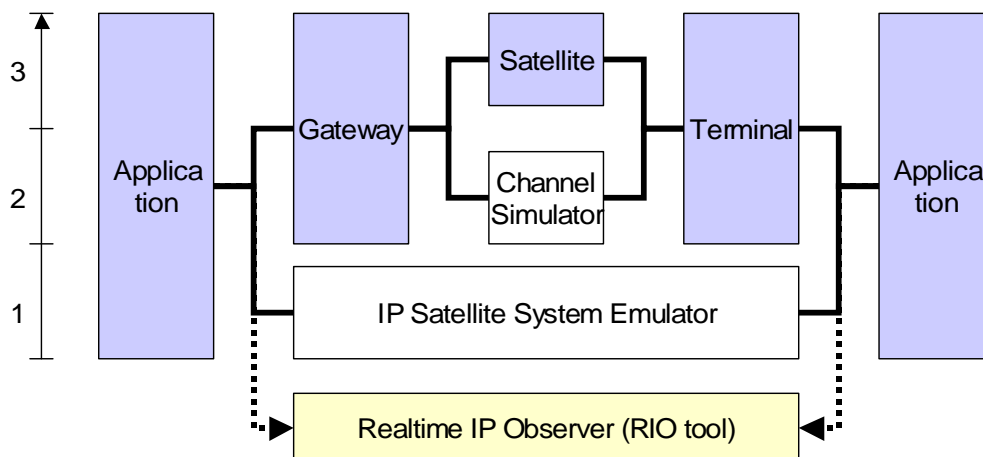 3
2
1
Applica
tion
Gateway
Satellite
Channel
Simulator
Terminal
Applica
tion
IP Satellite System Emulator
Realtime IP Observer (RIO tool)